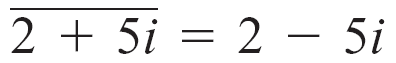 $\overline{2 + 5i} = 2 - 5i$